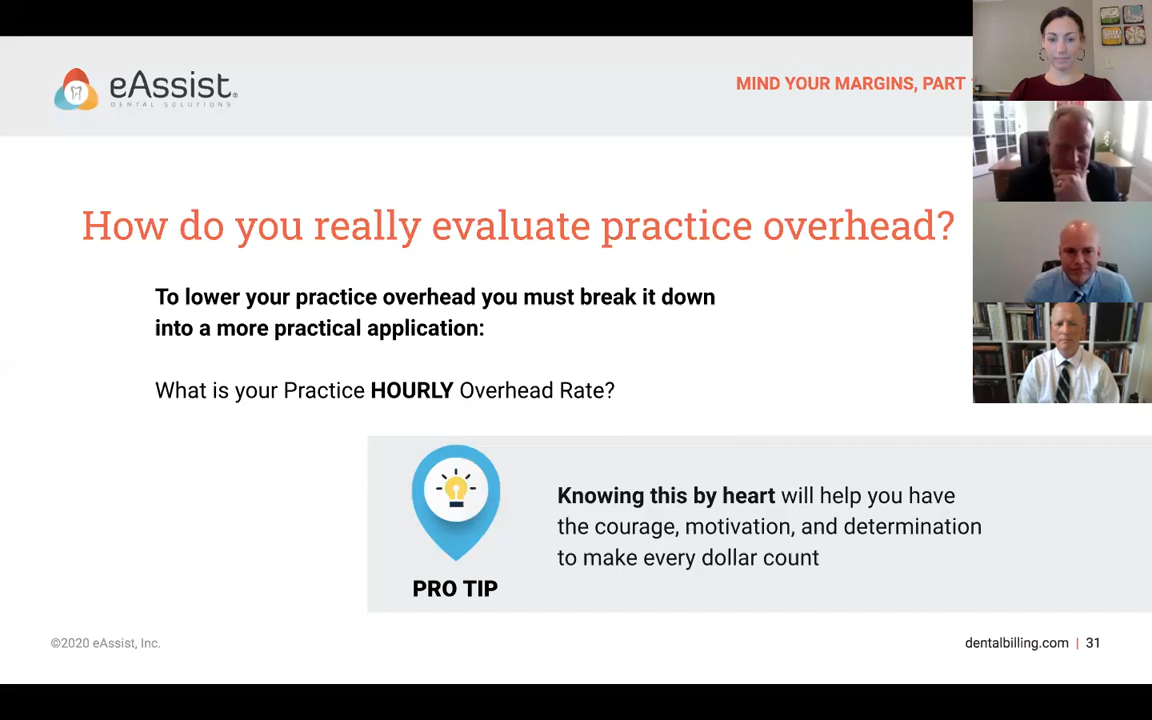 eAssist.
DENTAL SOLUTIONS
MIND YOUR MARGINS, PART
How do you really evaluate practice overhead?
To lower your practice overhead you must break it down
into a more practical application:
What is your Practice HOURLY Overhead Rate?
Knowing this by heart will help you have
the courage, motivation, and determination
to make every dollar count
PRO TIP
©2020 eAssist, Inc.
dentalbilling.com | 31